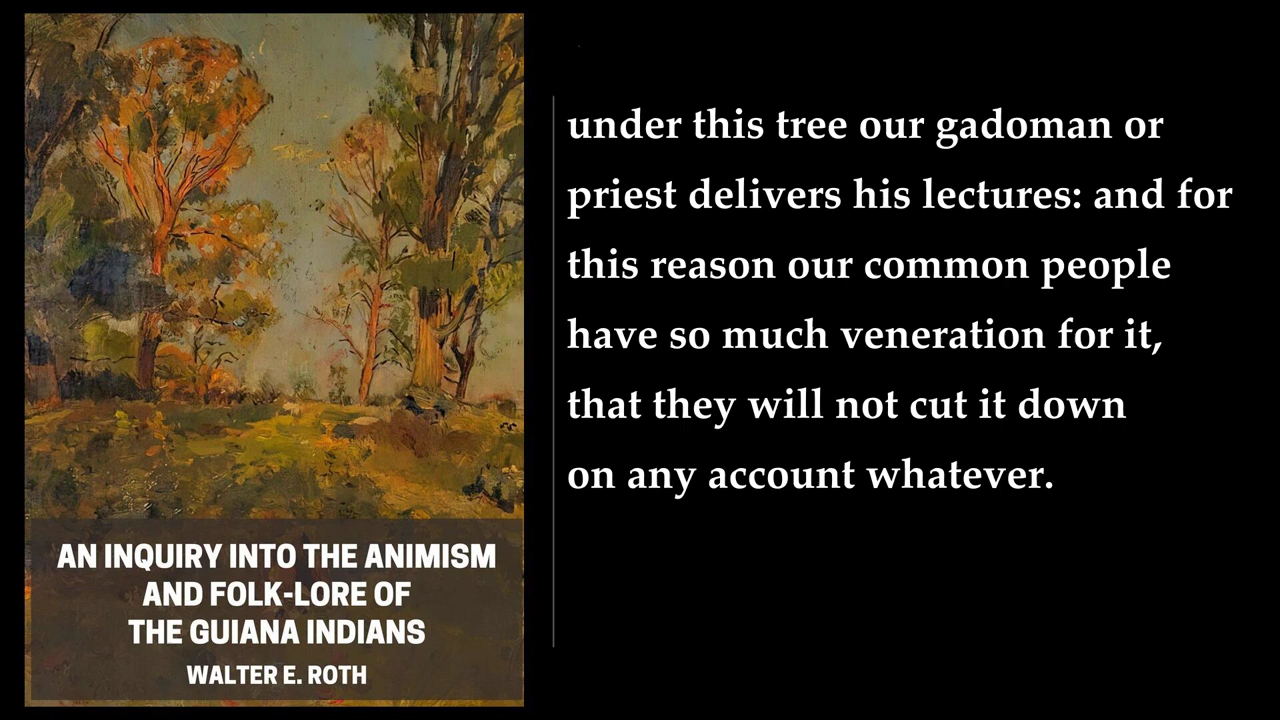 under this tree our gadoman or
priest delivers his lectures: and for
this reason our common people
have so much veneration for it,
that they will not cut it down
on any account whatever.
AN INQUIRY INTO THE ANIMISM
AND FOLK-LORE OF
THE GUIANA INDIANS
WALTER E. ROTH